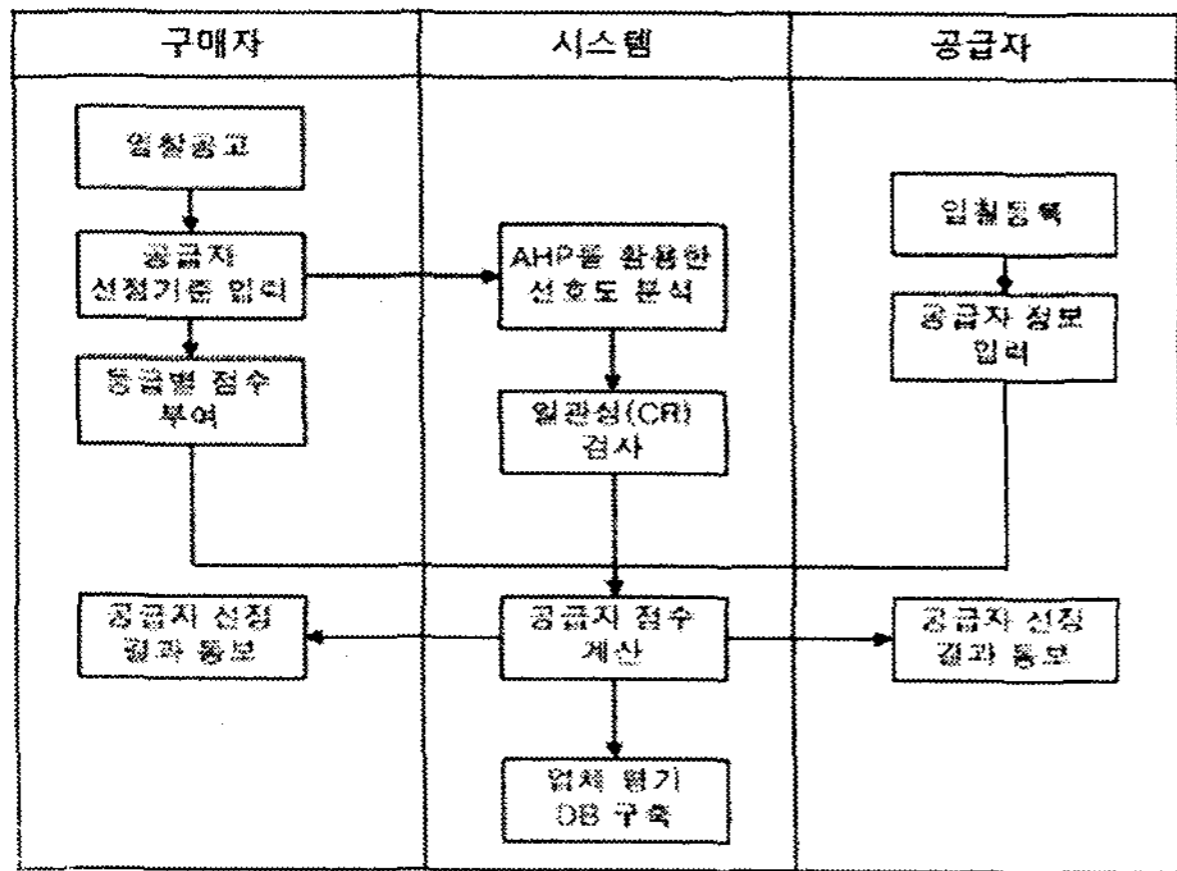 구매자
시스템
공급자
입찰공고
공급자
선정기준 입력
등급별 점수
부여
AHP를 활용한
선호도 분석
일관성(CR)
검사
입찰등록
공급자 정보
입력
공급자 선정
결과 통보
공급자 점수
계산
공급자 선정
결과 통보
업체 평가
DB 구축